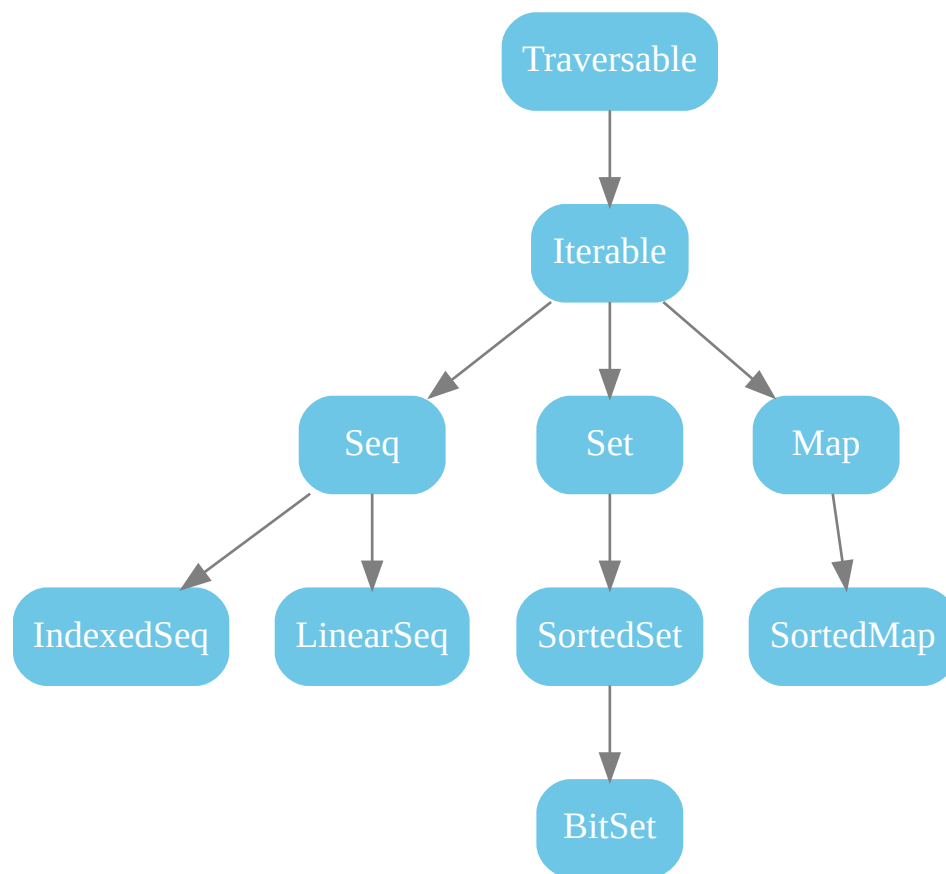 Traversable
Iterable
Seq
Set
Map
IndexedSeq
LinearSeq
SortedSet
SortedMap
BitSet